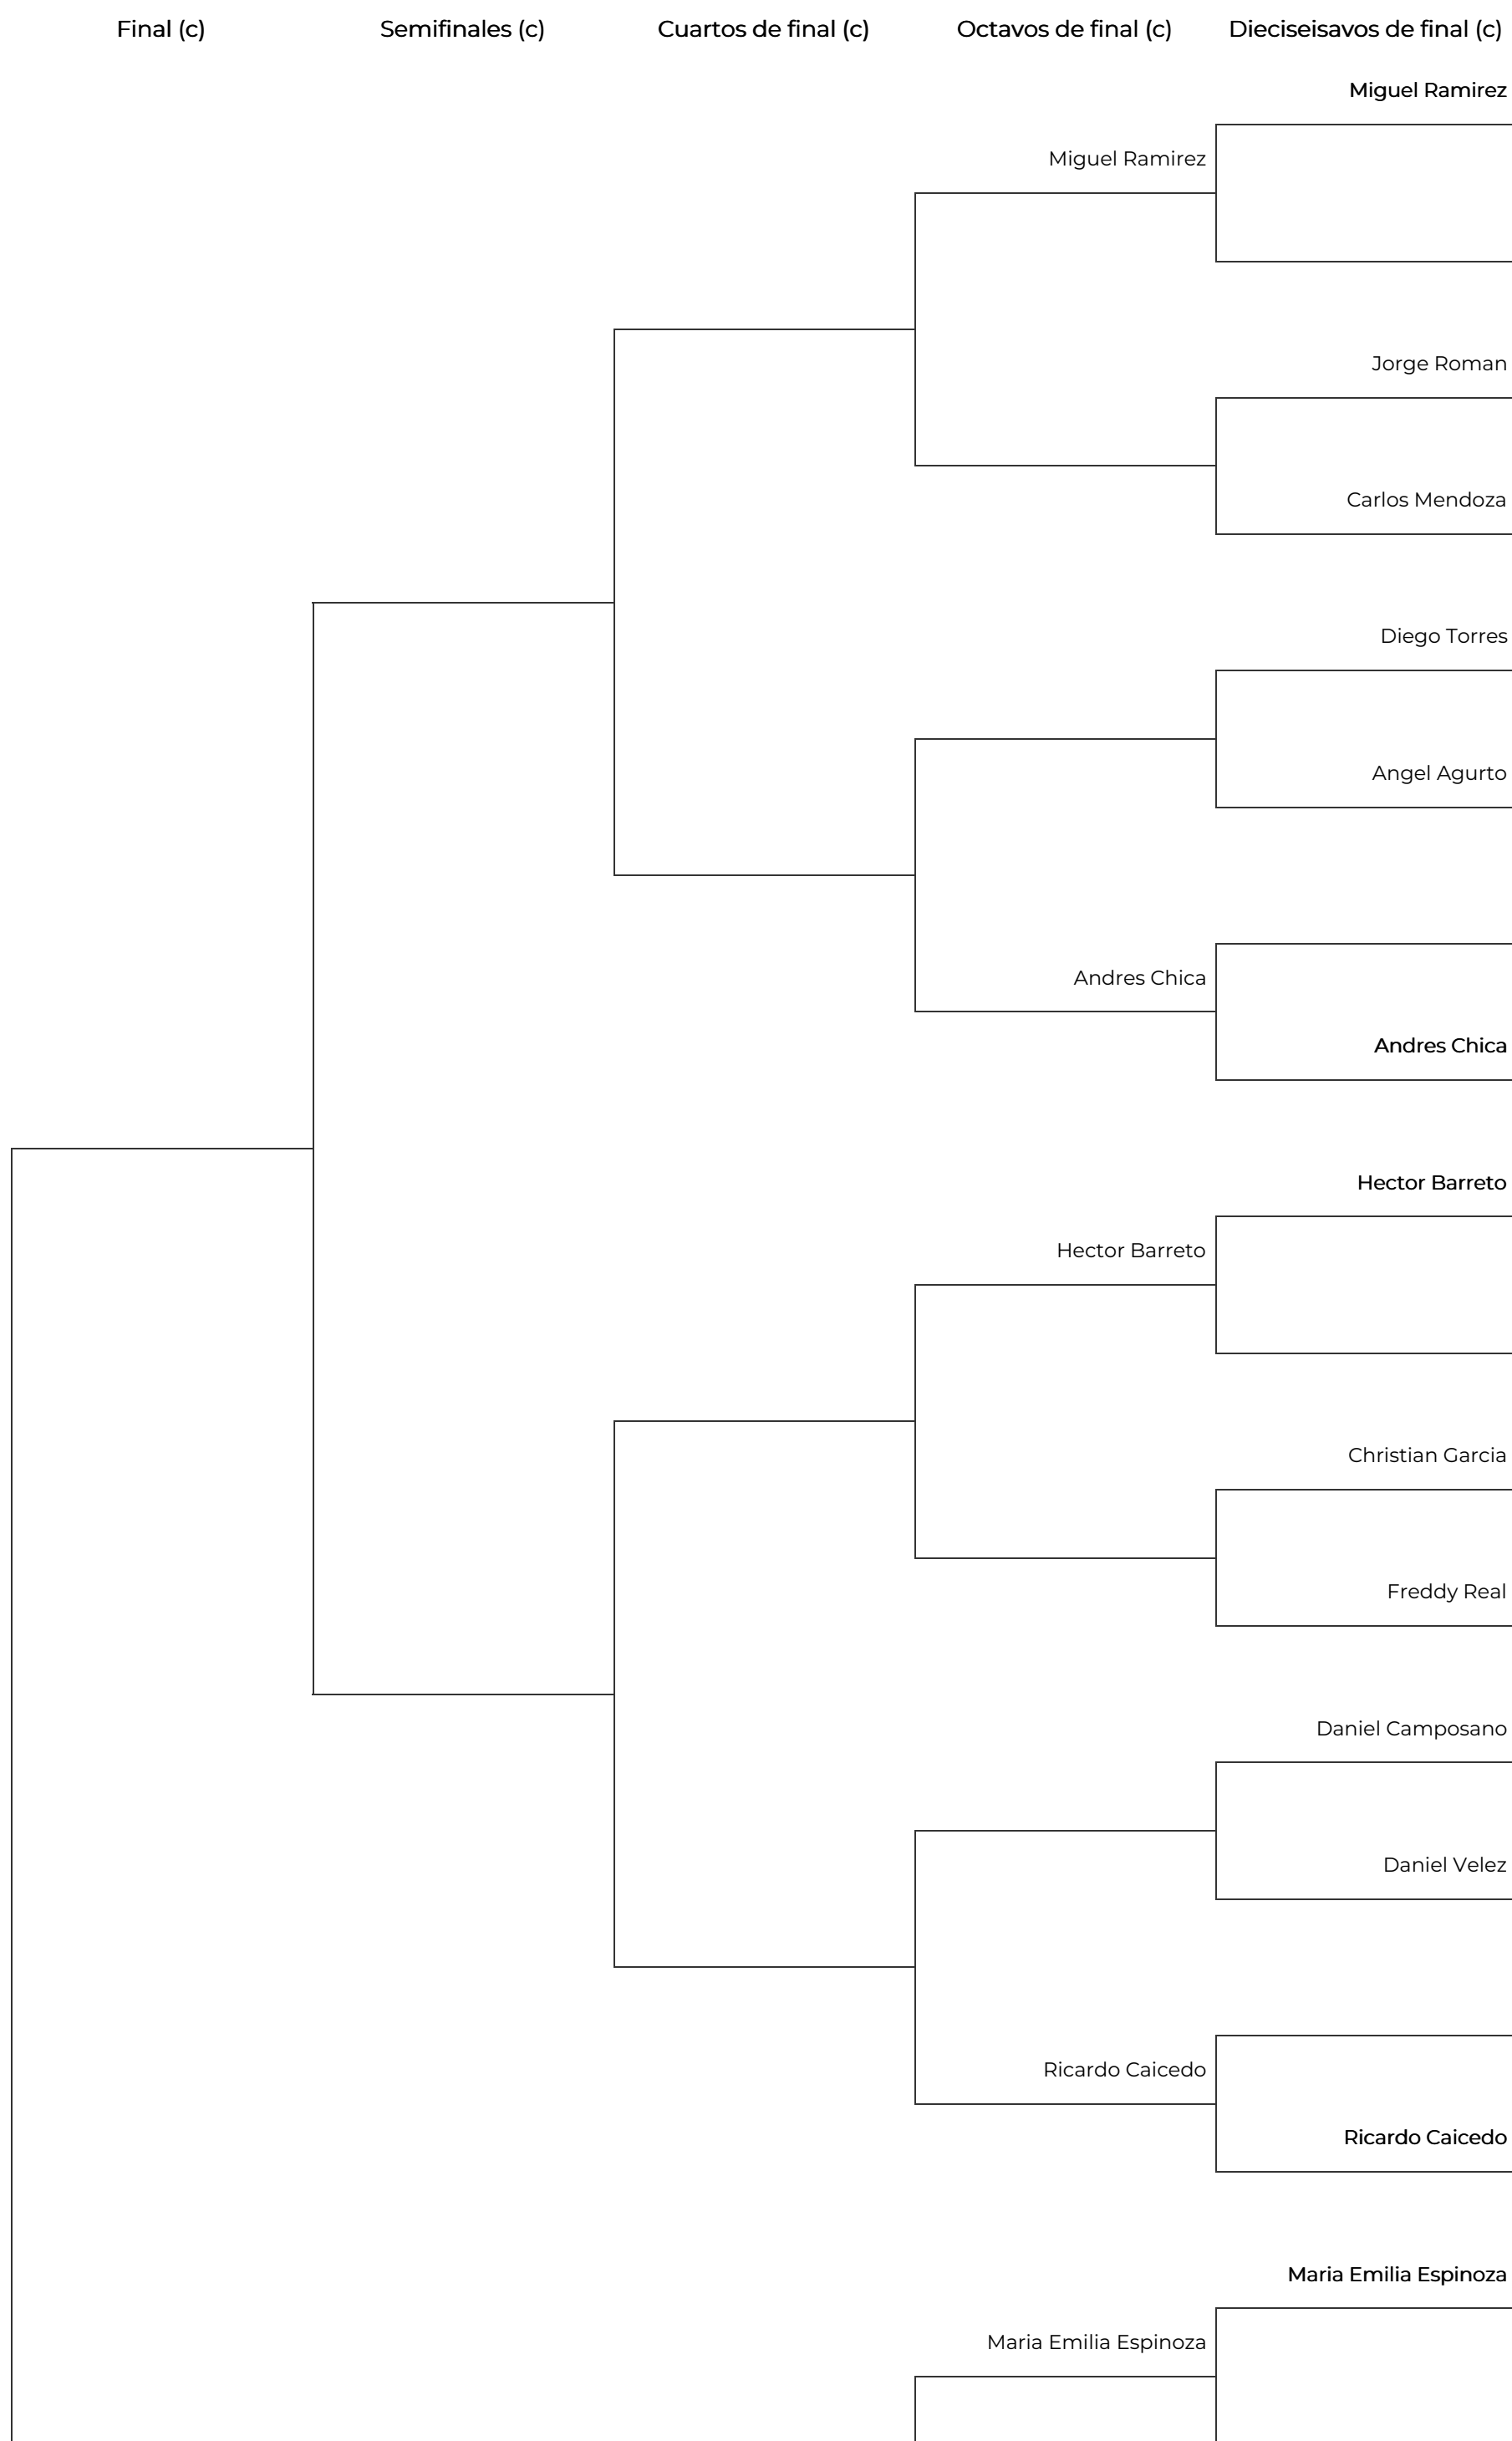 Final (c)
Semifinales (c)
Cuartos de final (c)
Octavos de final (c)
Dieciseisavos de final (c)
Miguel Ramirez
Miguel Ramirez
Jorge Roman
Carlos Mendoza
Diego Torres
Angel Agurto
Andres Chica
Andres Chica
Hector Barreto
Hector Barreto
Christian Garcia
Freddy Real
Daniel Camposano
Daniel Velez
Ricardo Caicedo
Ricardo Caicedo
Maria Emilia Espinoza
Maria Emilia Espinoza